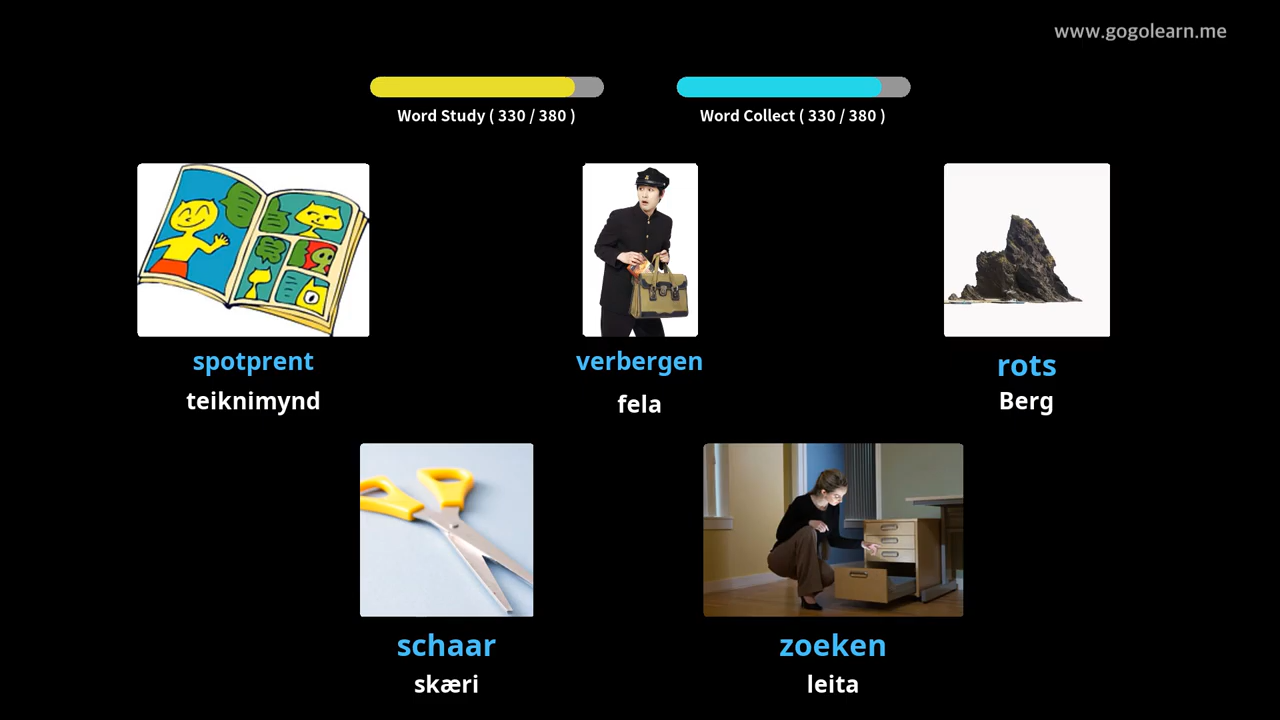 www.gogolearn.me
Word Study ( 330 / 380 )
Word Collect ( 330 / 380 )
spotprent
teiknimynd
verbergen
fela
rots
Berg
schaar
skæri
zoeken
leita